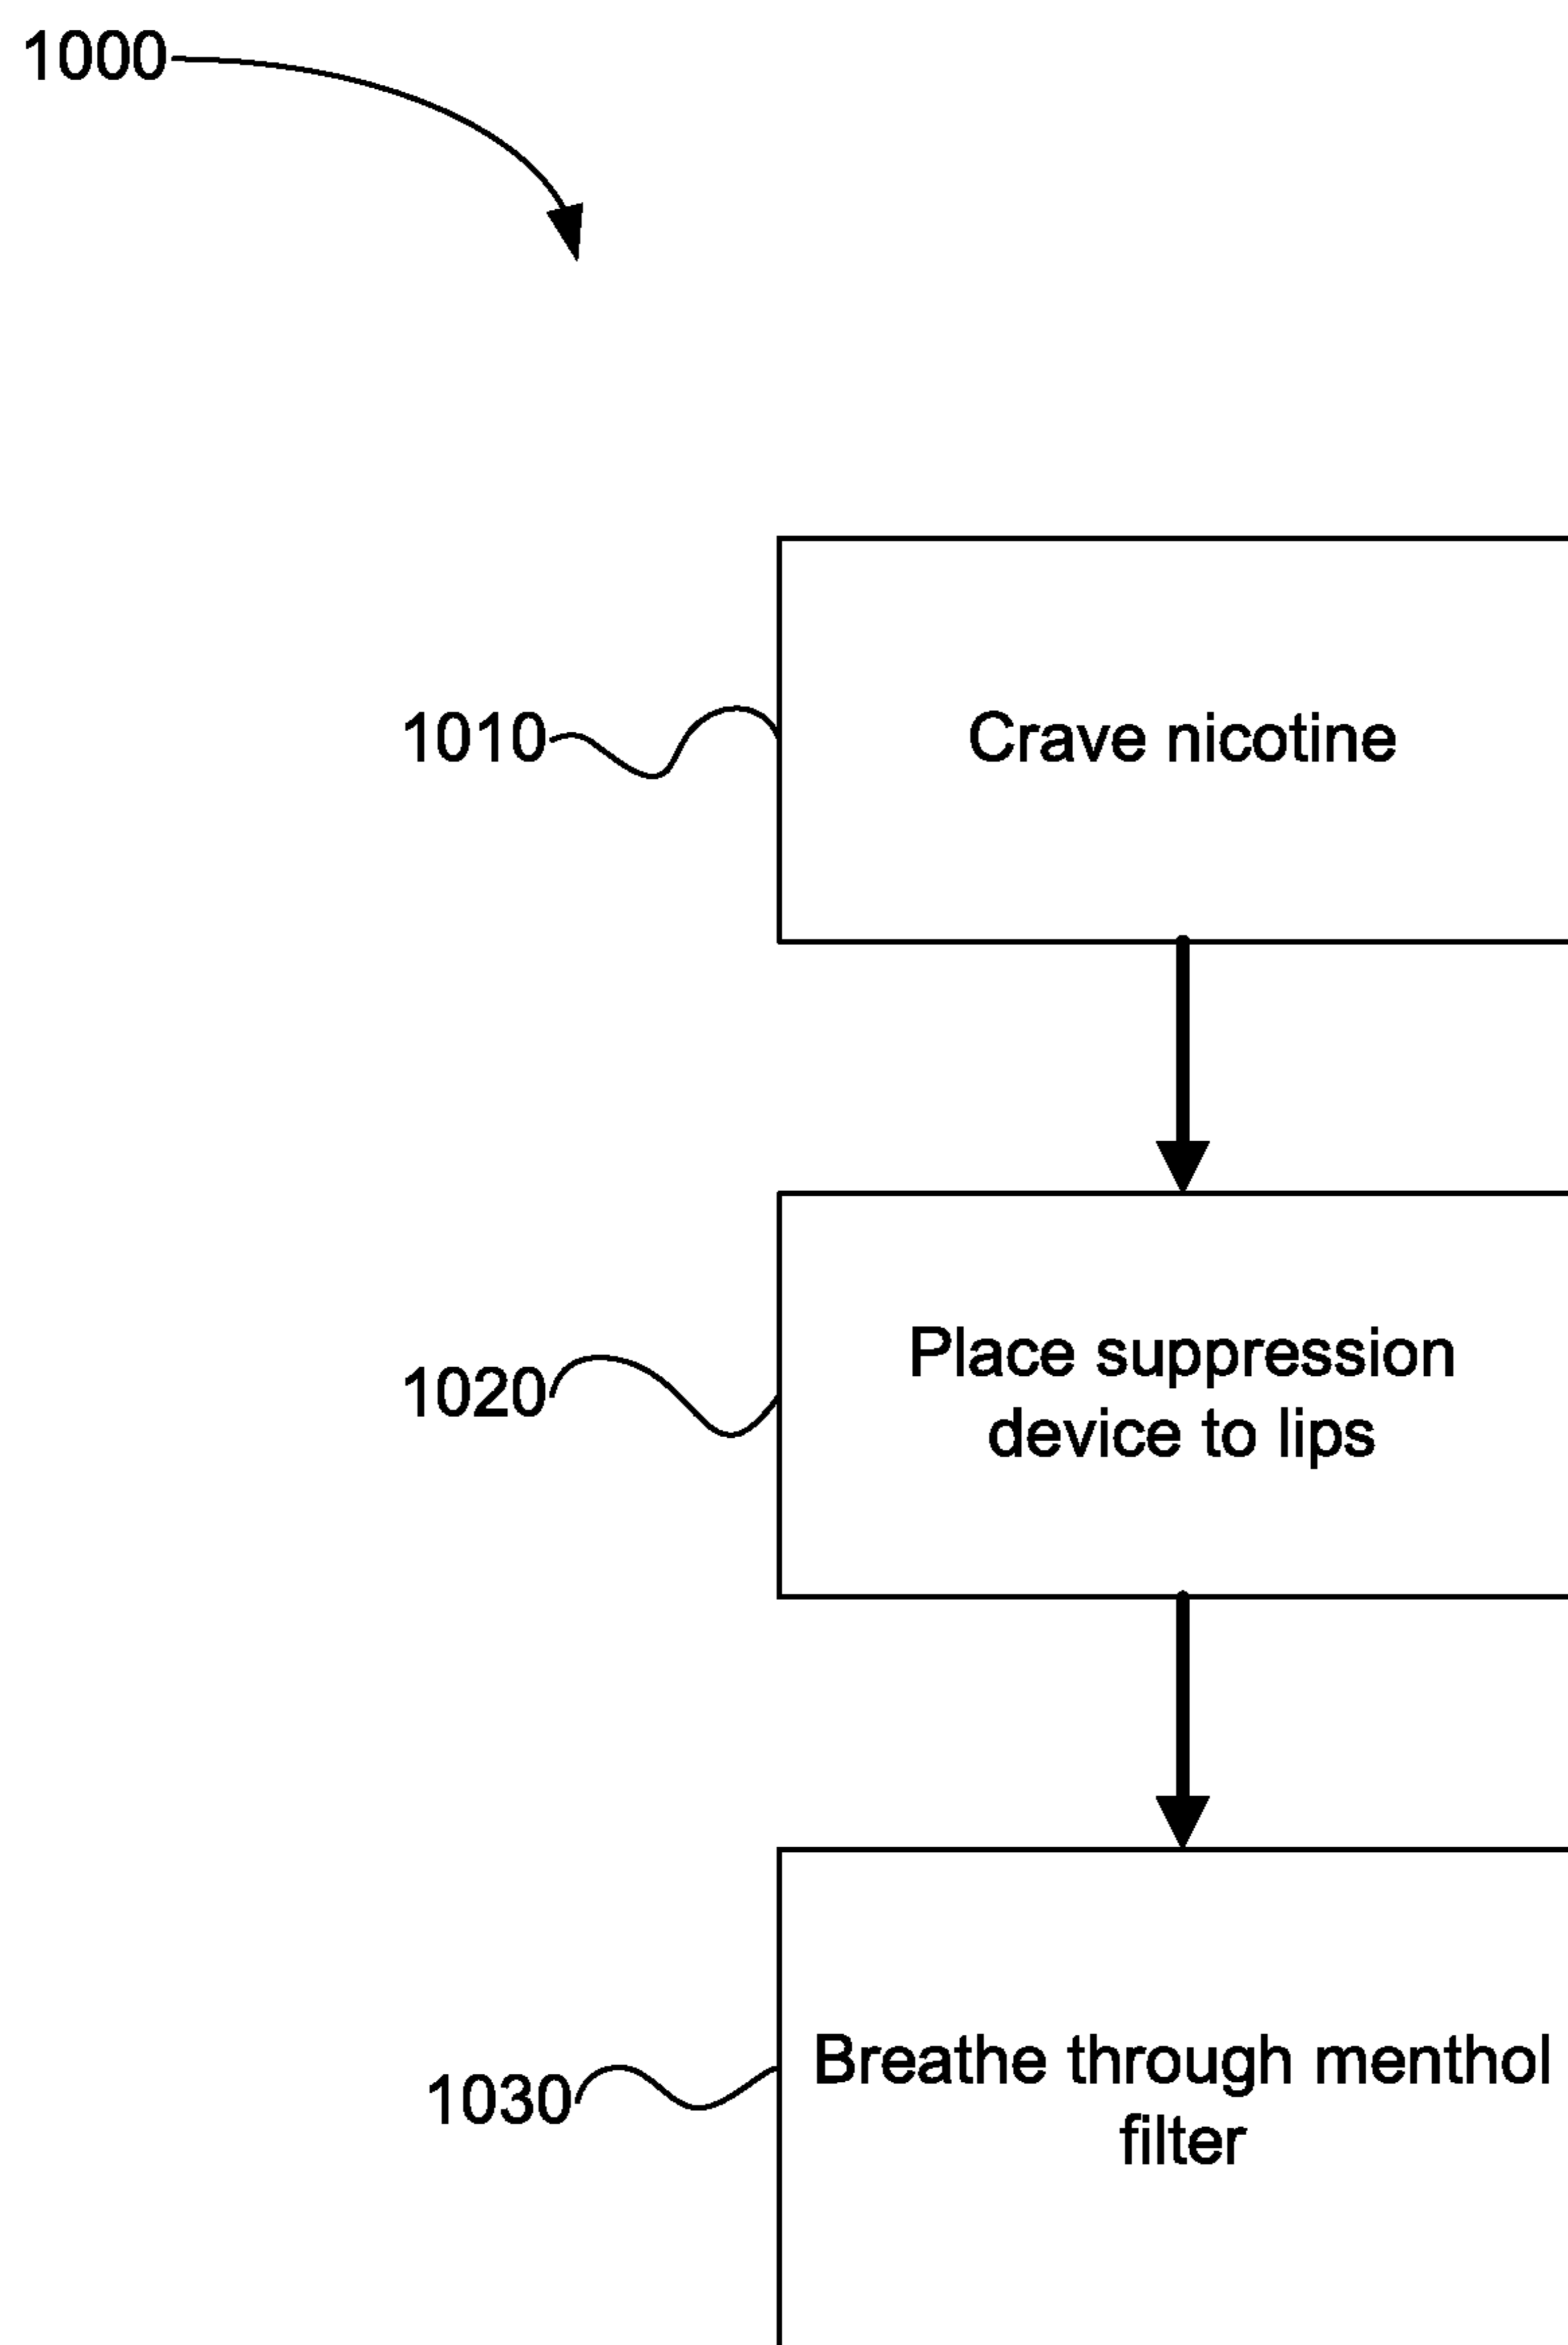 1000
1010
Crave nicotine
1020
Place suppression
device to lips
1030
Breathe through menthol
filter